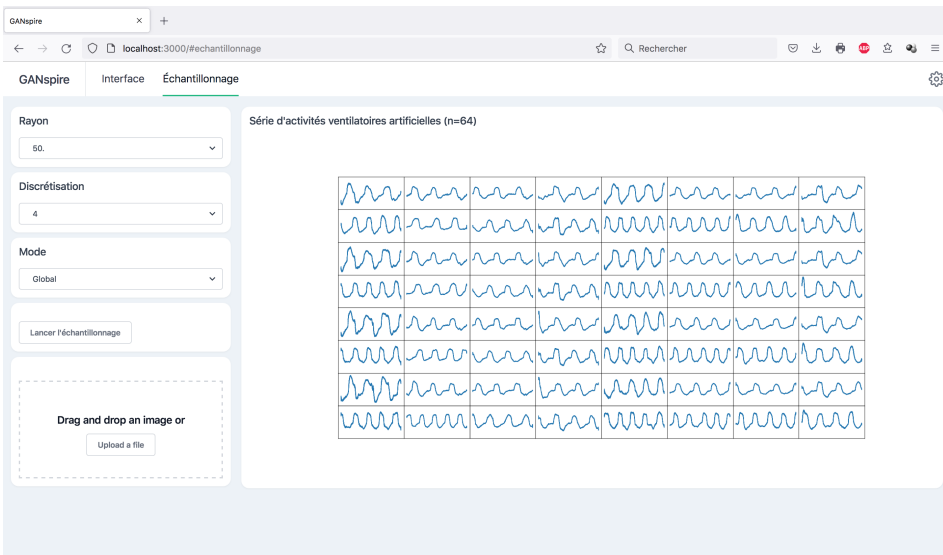 GANspire
localhost:3000/#echantillonnage
Rechercher
ABP
GANspire Interface Échantillonnage
Rayon
50.
Discrétisation
4
Mode
Global
Lancer l'échantillonnage
Drag and drop an image or
Upload a file
Série d'activités ventilatoires artificielles (n=64)